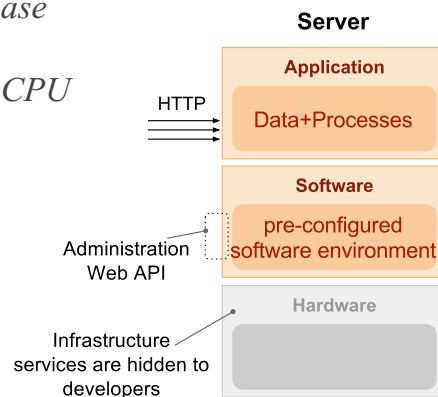 ase
CPU
Server
Application
HTTP
Data+Processes
Software
pre-configured
software environment
Administration
Web API
Hardware
Infrastructure
services are hidden to
developers